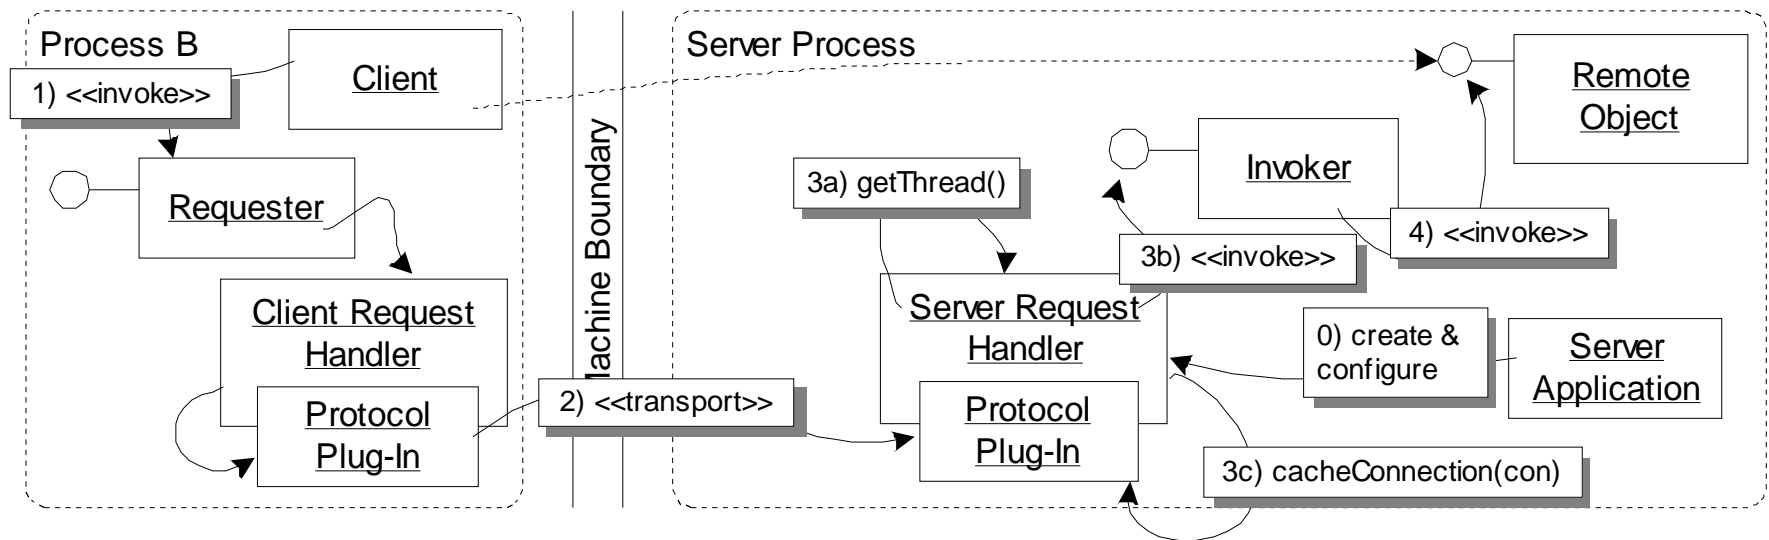 Process B
Client
1) <<invoke>>
Requester
Client Request
Handler
Protocol
Plug-In
Machine Boundary
2) <<transport>>
Server Process
Remote
Object
Invoker
3a) getThread()
3b) <<invoke>>
4) <<invoke>>
Server Request
Handler
Protocol
Plug-In
0) create &
configure
Server
Application
3c) cacheConnection(con)